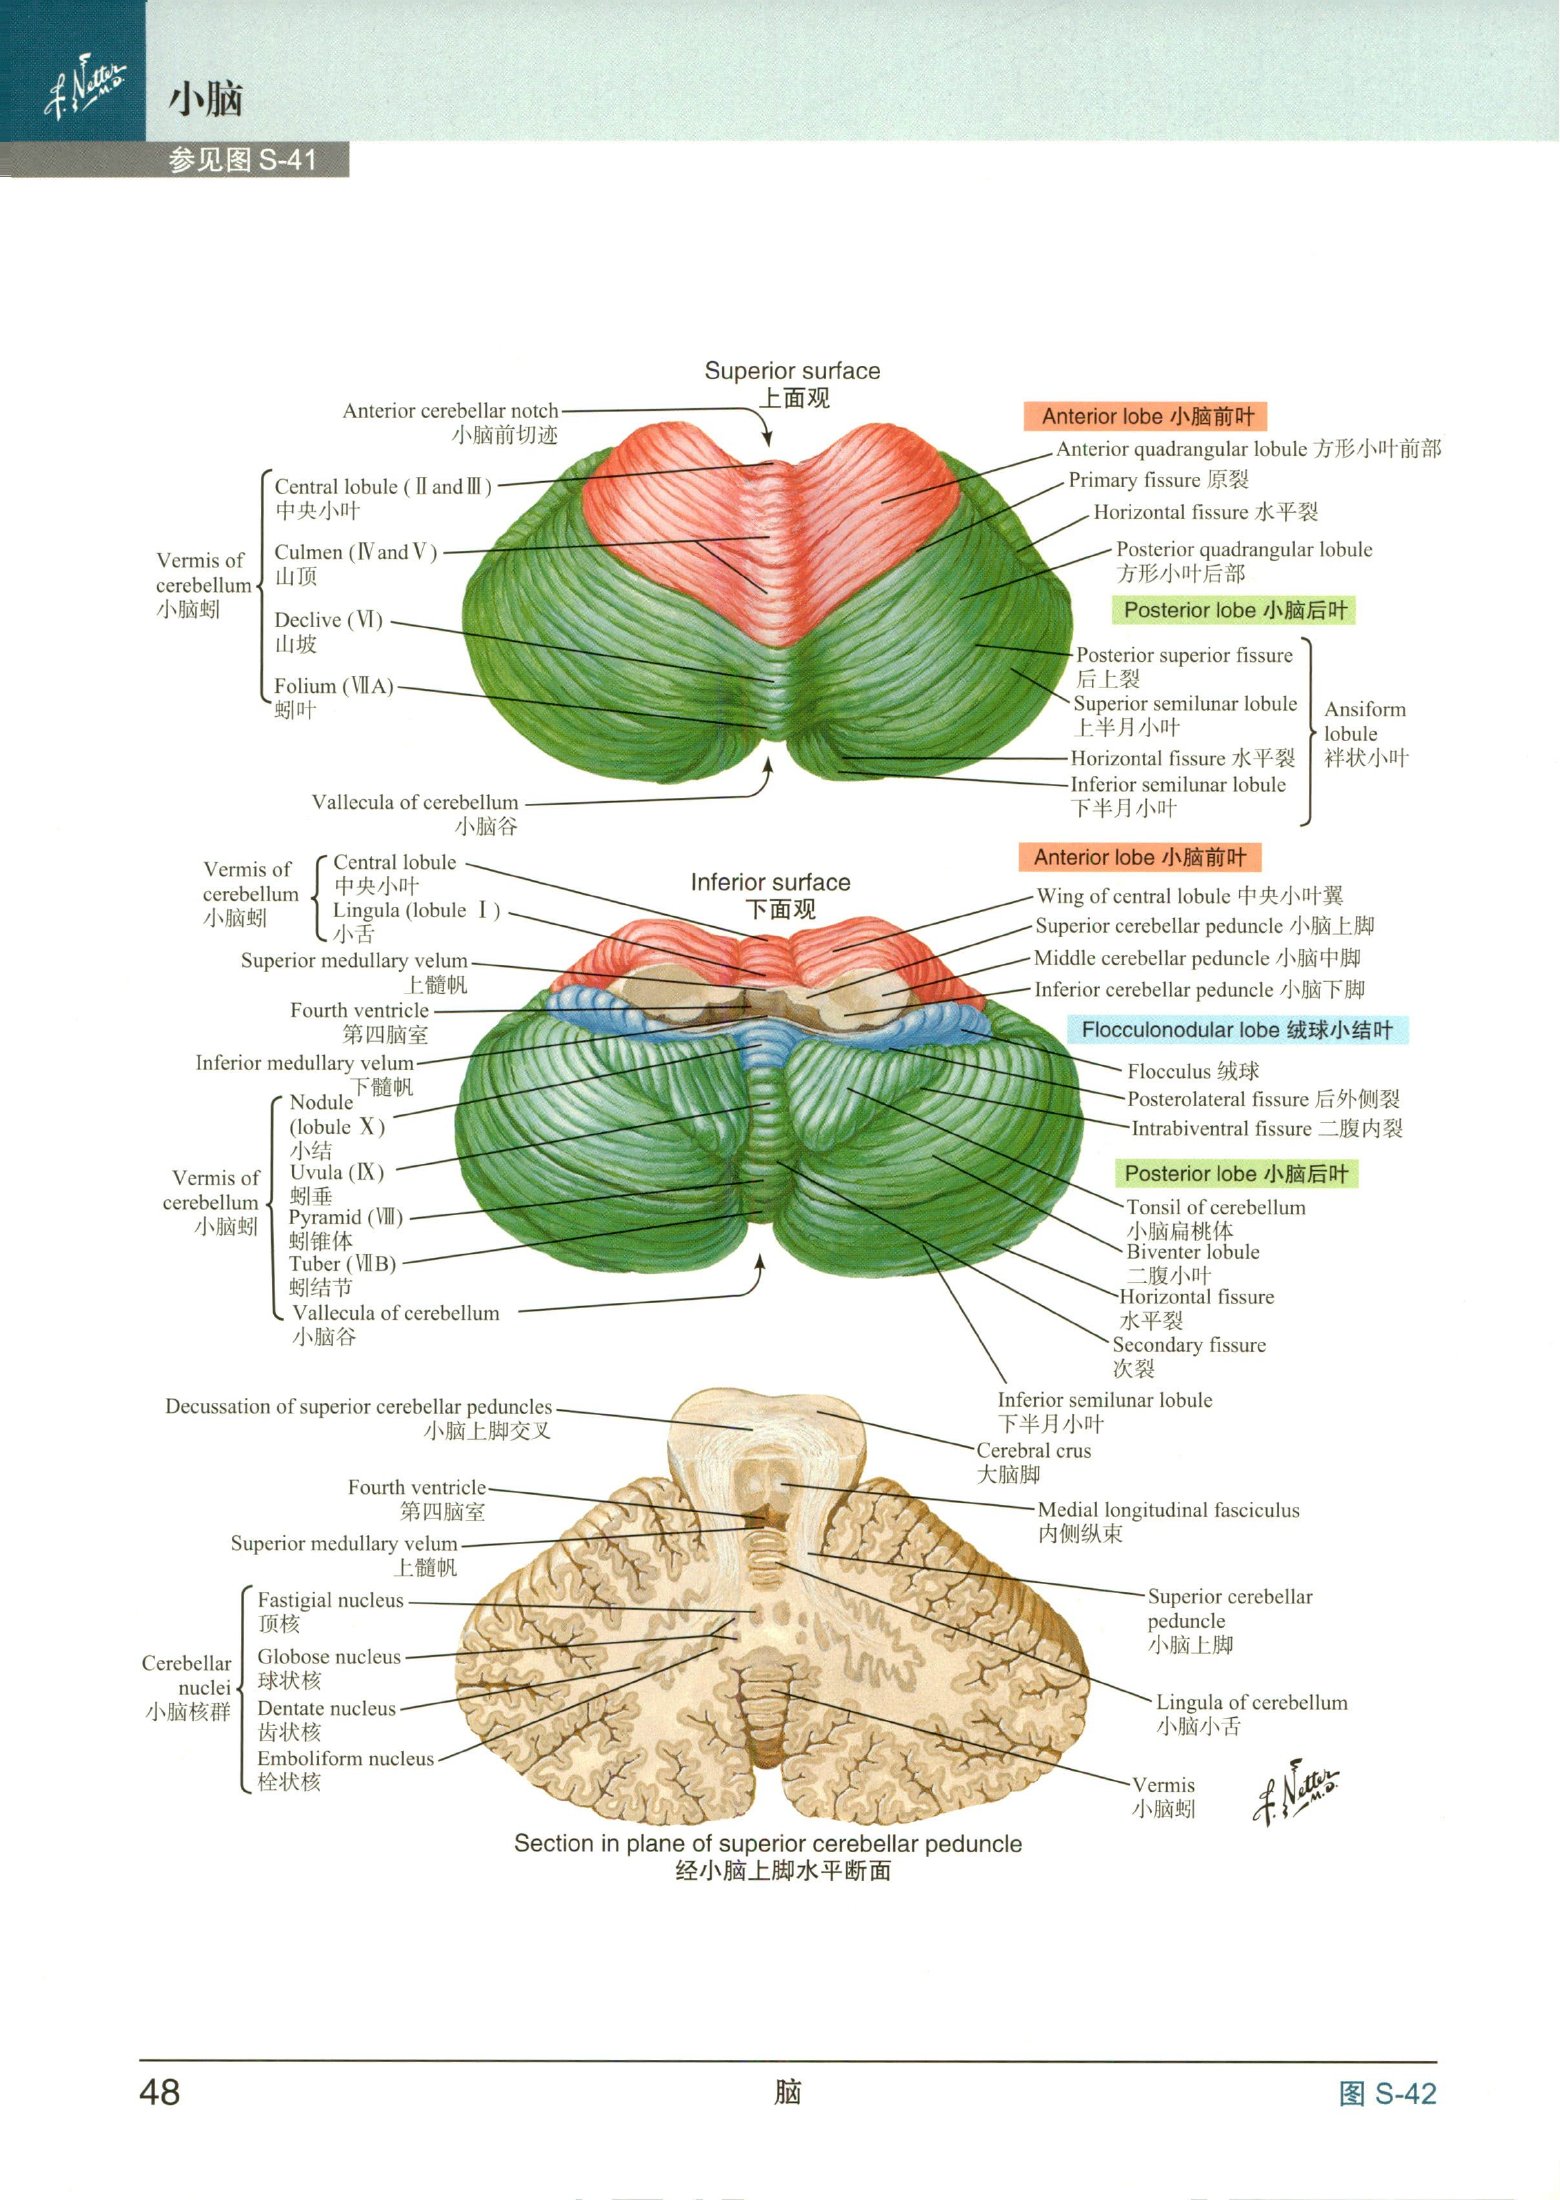 F. Netter M.D.
小脑
参见图 S-41
Superior surface
上面观
Anterior cerebellar notch
小脑前切迹
Vermis of
cerebellum
小脑蚓
Central lobule (Ⅱ and Ⅲ)
中央小叶
Culmen (Ⅳ and Ⅴ)
山顶
Declive (Ⅵ)
山坡
Folium (ⅦA)
蚓叶
Vallecula of cerebellum
小脑谷
Anterior lobe 小脑前叶
Anterior quadrangular lobule 方形小叶前部
Primary fissure 原裂
Horizontal fissure 水平裂
Posterior quadrangular lobule
方形小叶后部
Posterior lobe 小脑后叶
Posterior superior fissure
后上裂
Superior semilunar lobule
上半月小叶
Horizontal fissure 水平裂
Inferior semilunar lobule
下半月小叶
Ansiform
lobule
袢状小叶
Inferior surface
下面观
Vermis of
cerebellum
小脑蚓
Central lobule
中央小叶
Lingula (lobule Ⅰ)
小舌
Superior medullary velum
上髓帆
Fourth ventricle
第四脑室
Inferior medullary velum
下髓帆
Vermis of
cerebellum
小脑蚓
Nodule
(lobule Ⅹ)
小结
Uvula (Ⅸ)
蚓垂
Pyramid (Ⅷ)
蚓锥体
Tuber (ⅦB)
蚓结节
Vallecula of cerebellum
小脑谷
Anterior lobe 小脑前叶
Wing of central lobule 中央小叶翼
Superior cerebellar peduncle 小脑上脚
Middle cerebellar peduncle 小脑中脚
Inferior cerebellar peduncle 小脑下脚
Flocculonodular lobe 绒球小结叶
Flocculus 绒球
Posterolateral fissure 后外侧裂
Intrabiventral fissure 二腹内裂
Posterior lobe 小脑后叶
Tonsil of cerebellum
小脑扁桃体
Biventer lobule
二腹小叶
Horizontal fissure
水平裂
Secondary fissure
次裂
Inferior semilunar lobule
下半月小叶
Decussation of superior cerebellar peduncles
小脑上脚交叉
Fourth ventricle
第四脑室
Superior medullary velum
上髓帆
Cerebellar
nuclei
小脑核群
Fastigial nucleus
顶核
Globose nucleus
球状核
Dentate nucleus
齿状核
Emboliform nucleus
栓状核
Cerebral crus
大脑脚
Medial longitudinal fasciculus
内侧纵束
Superior cerebellar
peduncle
小脑上脚
Lingula of cerebellum
小脑小舌
Vermis
小脑蚓
F. Netter M.D.
Section in plane of superior cerebellar peduncle
经小脑上脚水平断面
48
脑
图 S-42